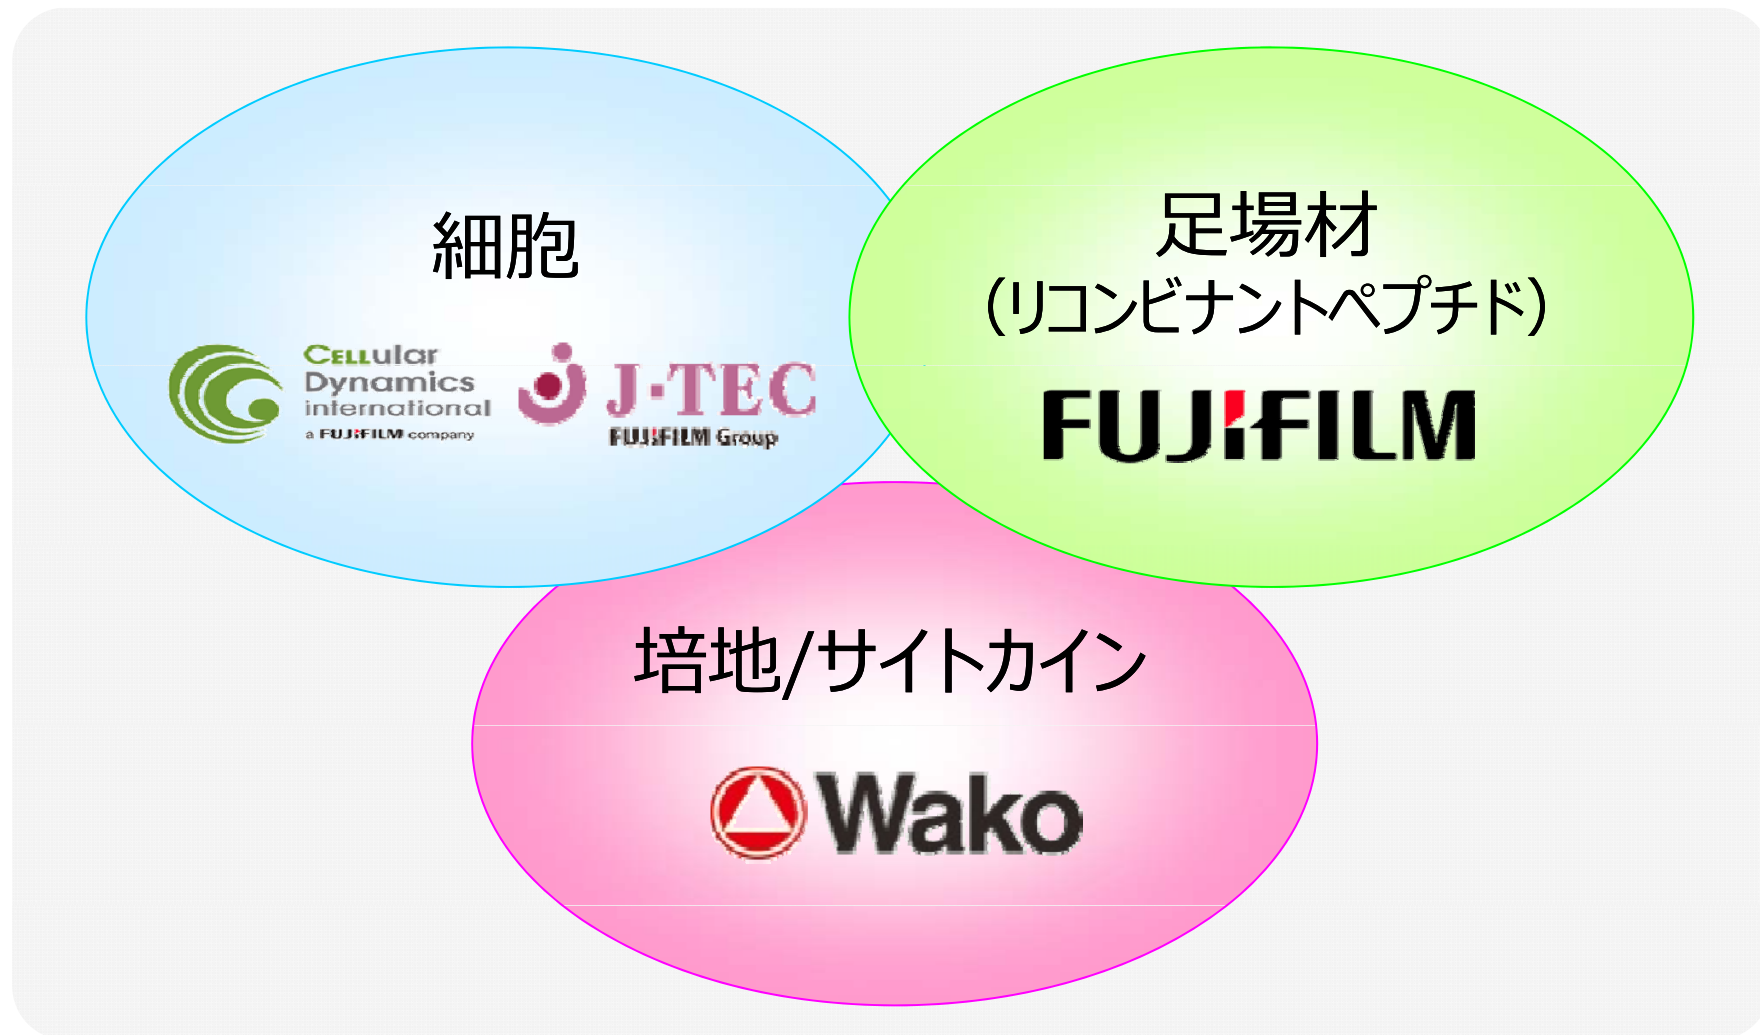 細胞
CELLular
Dynamics
international
a FUJIFILM company
J-TEC
FUJIFILM Group
足場材
（リコンビナントペプチド）
FUJIFILM
培地/サイトカイン
Wako